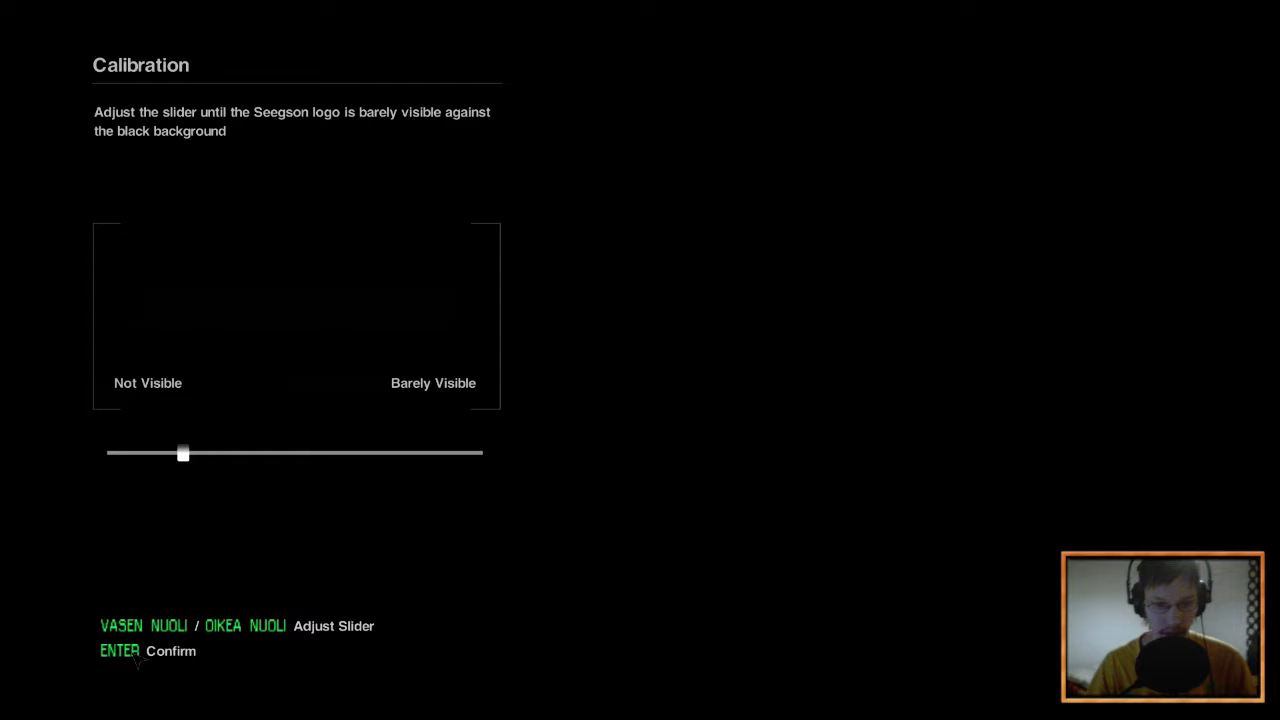 Calibration
Adjust the slider until the Seegson logo is barely visible against
the black background
Not Visible
Barely Visible
VASEN NUOLI / OIKEA NUOLI Adjust Slider
ENTER Confirm